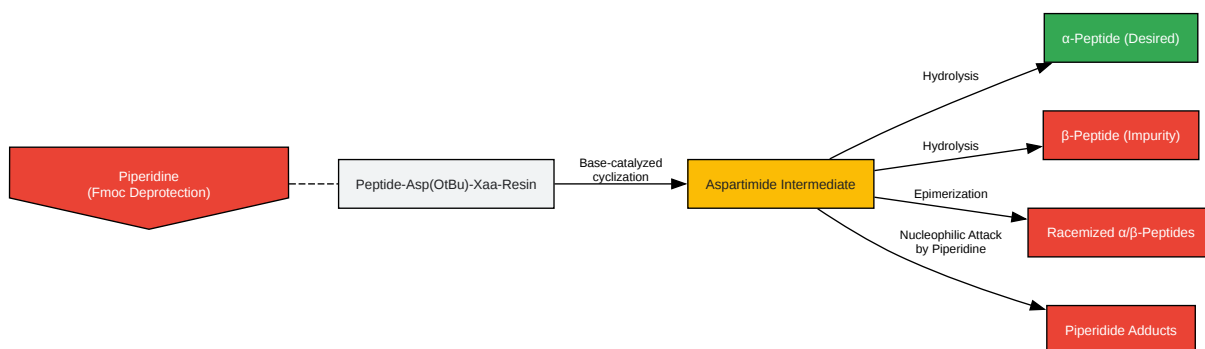 Piperidine
(Fmoc Deprotection)
Peptide-Asp(OtBu)-Xaa-Resin
Base-catalyzed
cyclization
Aspartimide Intermediate
Hydrolysis
α-Peptide (Desired)
Hydrolysis
β-Peptide (Impurity)
Epimerization
Racemized α/β-Peptides
Nucleophilic Attack
by Piperidine
Piperidide Adducts